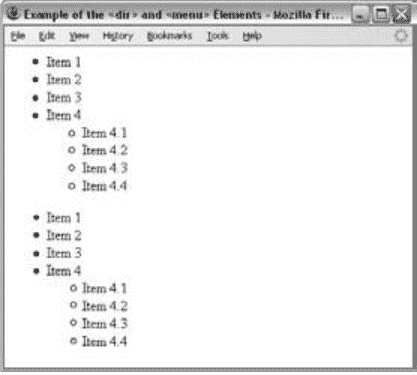 Example of the <dir> and <menu> Elements - Mozilla Fir...
File Edit View History Bookmarks Tools Help
Item 1
Item 2
Item 3
Item 4
Item 4.1
Item 4.2
Item 4.3
Item 4.4
Item 1
Item 2
Item 3
Item 4
Item 4.1
Item 4.2
Item 4.3
Item 4.4